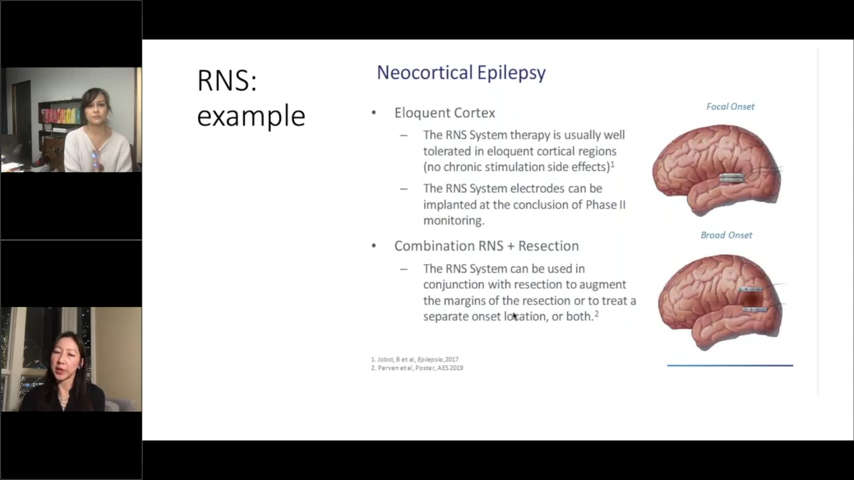 RNS:
example
Neocortical Epilepsy
• Eloquent Cortex
– The RNS System therapy is usually well
tolerated in eloquent cortical regions
(no chronic stimulation side effects)1
– The RNS System electrodes can be
implanted at the conclusion of Phase II
monitoring.
• Combination RNS + Resection
– The RNS System can be used in
conjunction with resection to augment
the margins of the resection or to treat a
separate onset location, or both.2
1. Jobst, B et al, Epilepsia, 2017
2. Perven et al, Poster, AES 2019
Focal Onset
Broad Onset